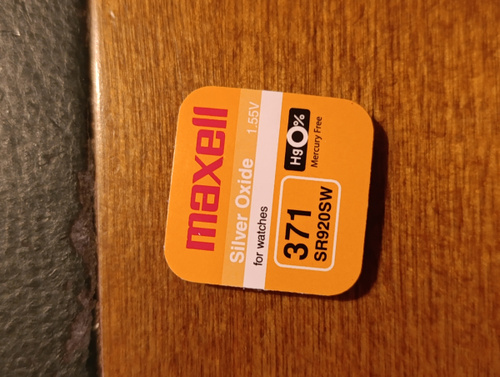 maxell
Silver Oxide 1.55V
for watches
371
SR920SW
Hg0%
Mercury Free